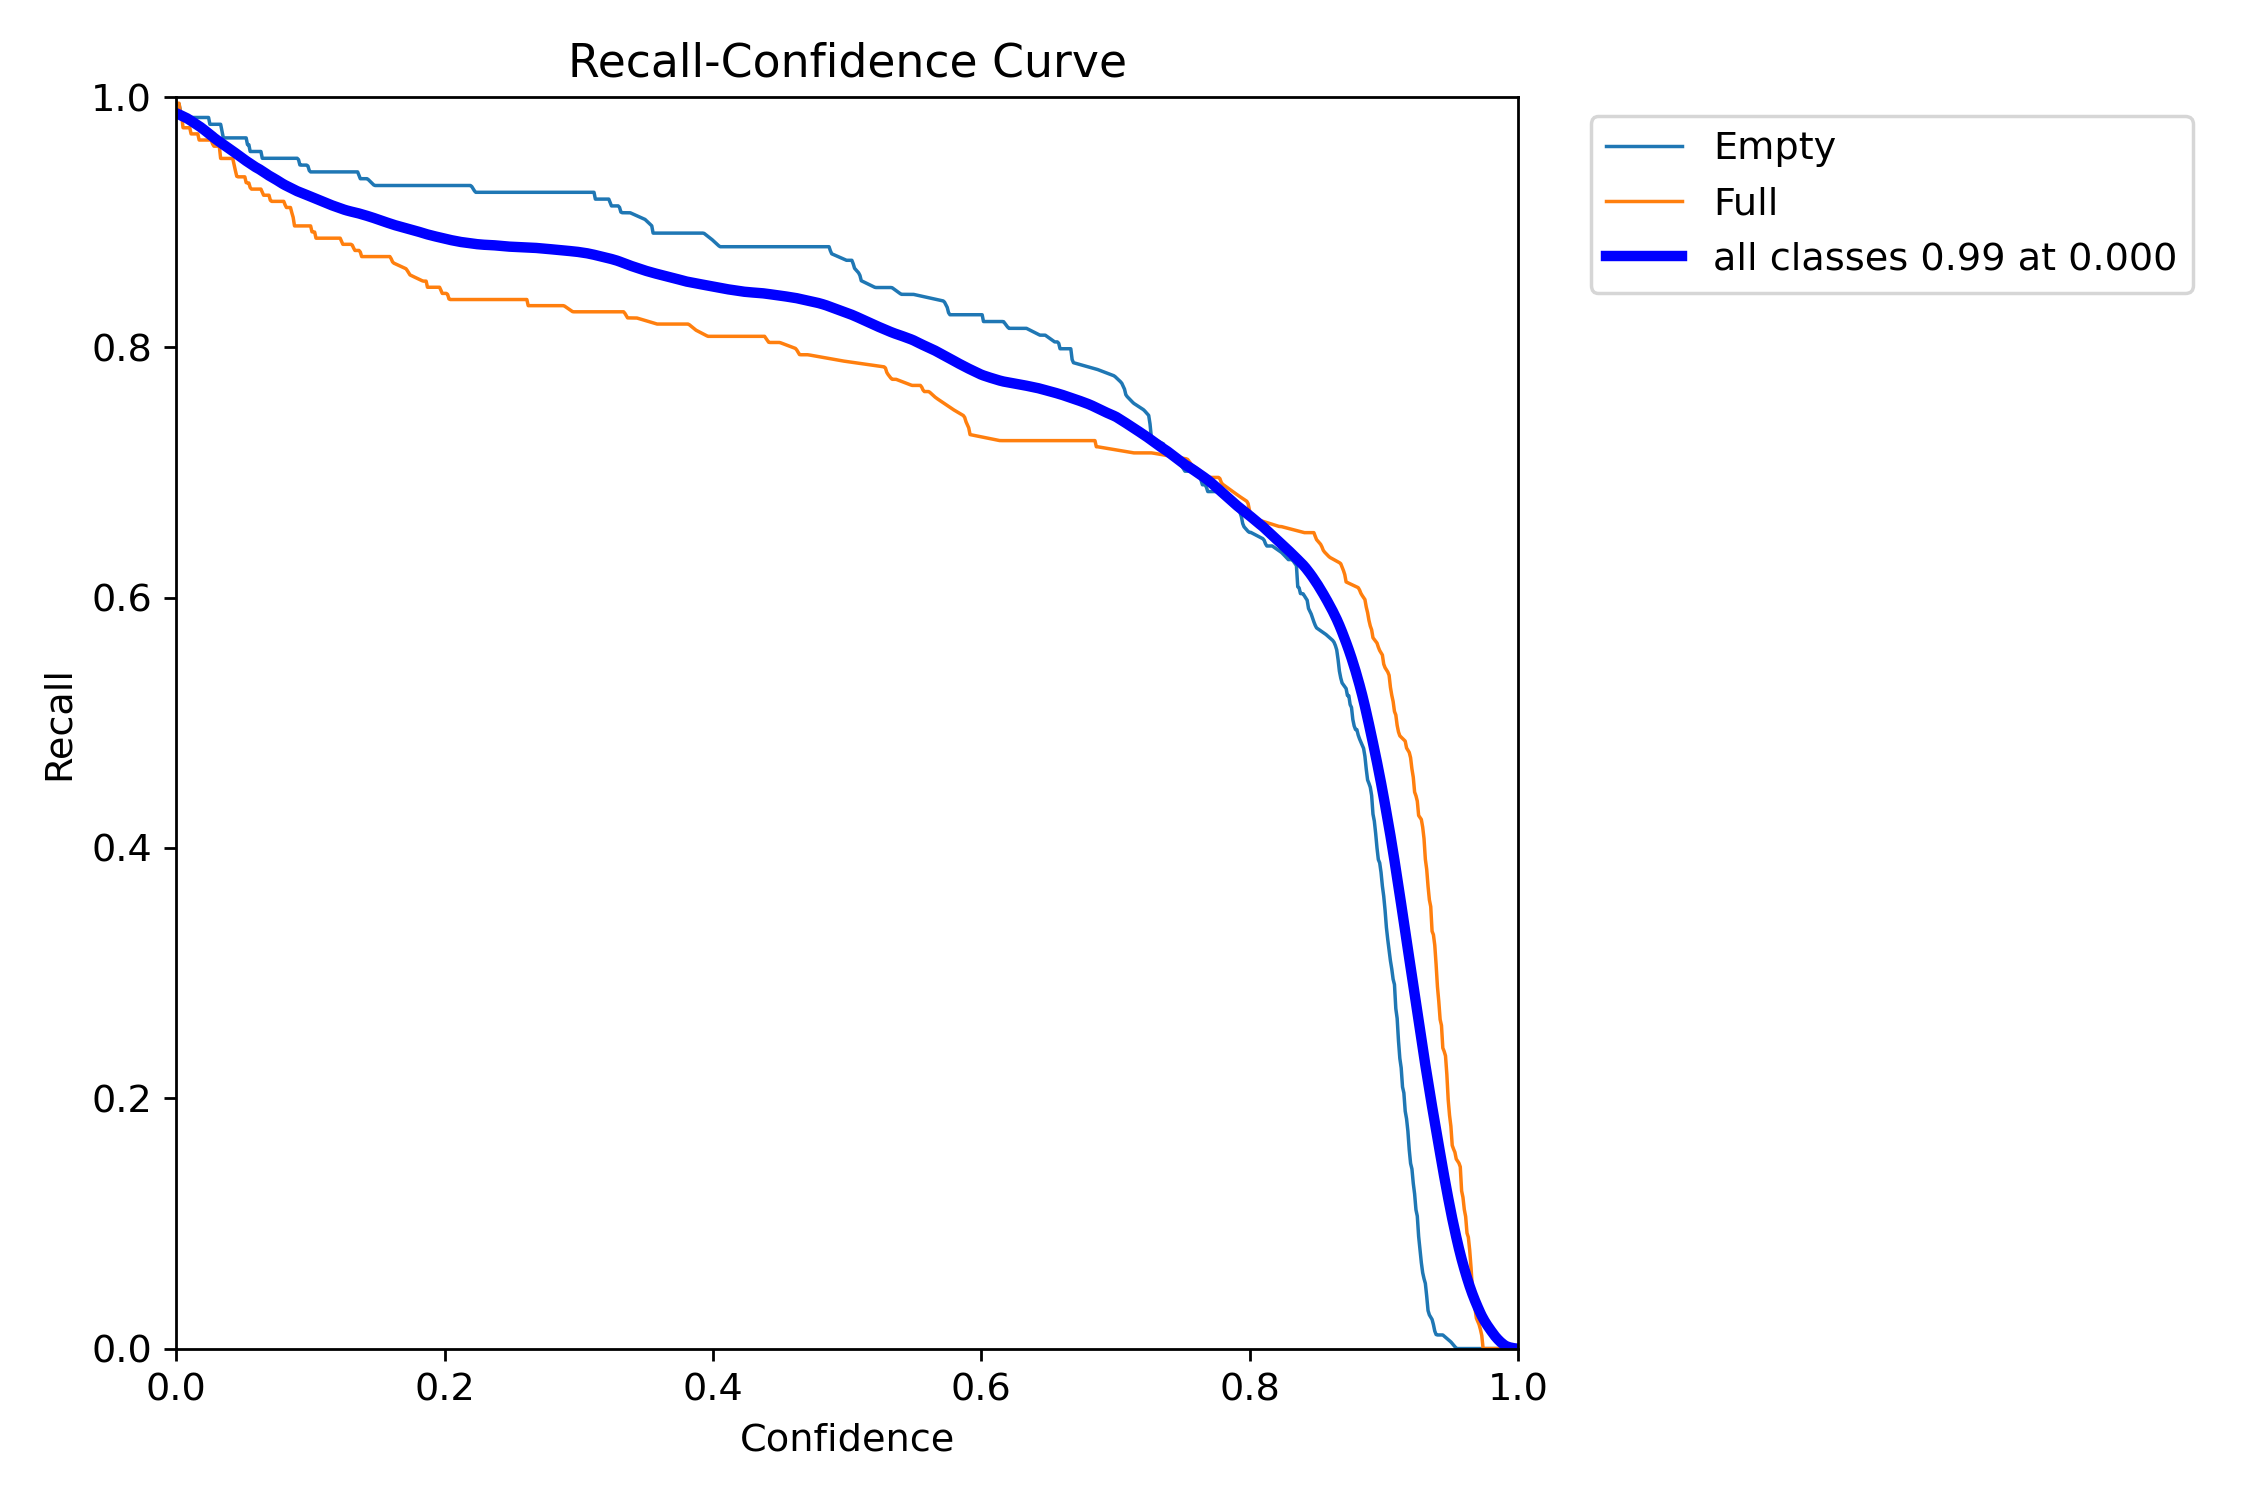 Recall-Confidence Curve
1.0
0.8
0.6
0.4
0.2
0.0
Recall
0.0 0.2 0.4 0.6 0.8 1.0
Confidence
Empty
Full
all classes 0.99 at 0.000